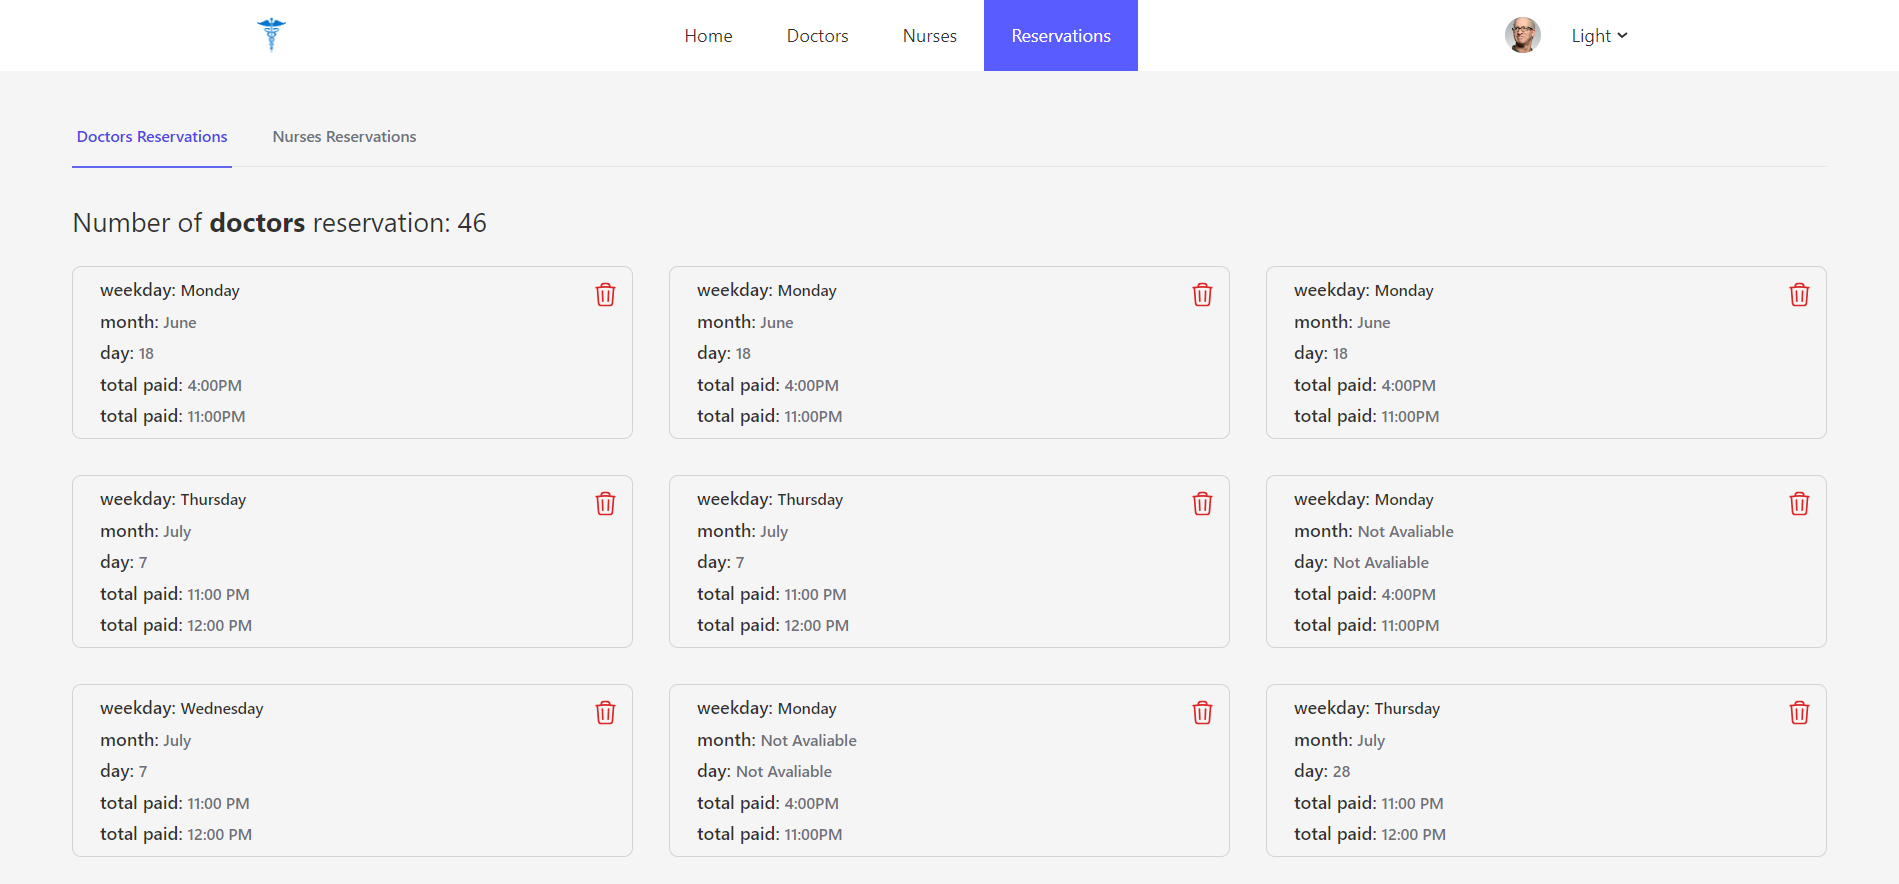 Home Doctors Nurses Reservations Light
Doctors Reservations Nurses Reservations
Number of doctors reservation: 46
weekday: Monday
month: June
day: 18
total paid: 4:00PM
total paid: 11:00PM
weekday: Monday
month: June
day: 18
total paid: 4:00PM
total paid: 11:00PM
weekday: Monday
month: June
day: 18
total paid: 4:00PM
total paid: 11:00PM
weekday: Thursday
month: July
day: 7
total paid: 11:00 PM
total paid: 12:00 PM
weekday: Thursday
month: July
day: 7
total paid: 11:00 PM
total paid: 12:00 PM
weekday: Monday
month: Not Avaliable
day: Not Avaliable
total paid: 4:00PM
total paid: 11:00PM
weekday: Wednesday
month: July
day: 7
total paid: 11:00 PM
total paid: 12:00 PM
weekday: Monday
month: Not Avaliable
day: Not Avaliable
total paid: 4:00PM
total paid: 11:00PM
weekday: Thursday
month: July
day: 28
total paid: 11:00 PM
total paid: 12:00 PM